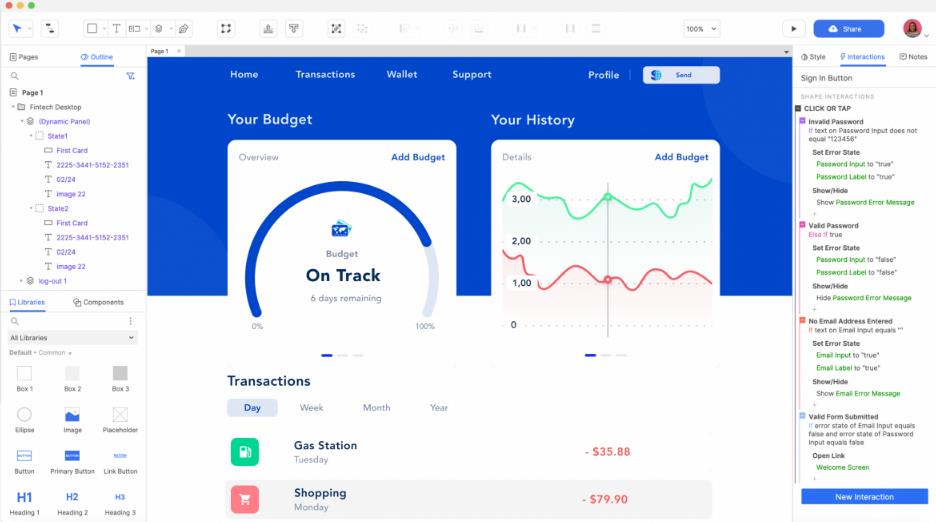 100%
Share
Pages
Outline
Page 1
Fintech Desktop
(Dynamic Panel)
State1
First Card
2225-3441-5152-2351
02/24
image 22
State2
First Card
2225-3441-5152-2351
02/24
image 22
log-out 1
Libraries
Components
All Libraries
Default • Common
Box 1
Box 2
Box 3
Ellipse
Image
Placeholder
BUTTON
BUTTON
Button
Primary Button
Link Button
H1
H2
H3
Heading 1
Heading 2
Heading 3
Page 1
Home
Transactions
Wallet
Support
Profile
Send
Your Budget
Overview
Add Budget
Budget
On Track
6 days remaining
0%
100%
Your History
Details
Add Budget
3,00
2,00
1,00
0
Transactions
Day
Week
Month
Year
Gas Station
Tuesday
- $35.88
Shopping
Monday
- $79.90
Style
Interactions
Notes
Sign In Button
SHAPE INTERACTIONS
CLICK OR TAP
Invalid Password
If text on Password Input does not
equal "123456"
Set Error State
Password Input to "true"
Password Label to "true"
Show/Hide
Show Password Error Message
+
Valid Password
Else If true
Set Error State
Password Input to "false"
Password Label to "false"
Show/Hide
Hide Password Error Message
+
No Email Address Entered
If text on Email Input equals ""
Set Error State
Email Input to "true"
Email Label to "true"
Show/Hide
Show Email Error Message
+
Valid Form Submitted
If error state of Email Input equals
false and error state of Password
Input equals false
Open Link
Welcome Screen
+
New Interaction